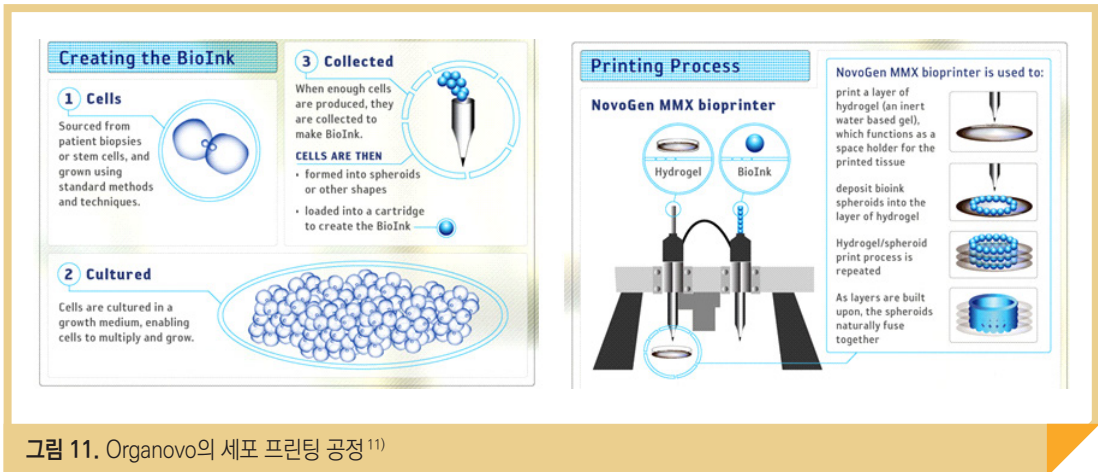 Creating the BioInk
1 Cells
Sourced from
patient biopsies
or stem cells, and
grown using
standard methods
and techniques.
2 Cultured
Cells are cultured in a
growth medium, enabling
cells to multiply and grow.
3 Collected
When enough cells
are produced, they
are collected to
make BioInk.
CELLS ARE THEN
• formed into spheroids
or other shapes
• loaded into a cartridge
to create the BioInk
Printing Process
NovoGen MMX bioprinter
Hydrogel
BioInk
NovoGen MMX bioprinter is used to:
print a layer of
hydrogel (an inert
water based gel),
which functions as a
space holder for the
printed tissue
deposit bioink
spheroids into the
layer of hydrogel
Hydrogel/spheroid
print process is
repeated
As layers are built
upon, the spheroids
naturally fuse
together
그림 11. Organovo의 세포 프린팅 공정 11)